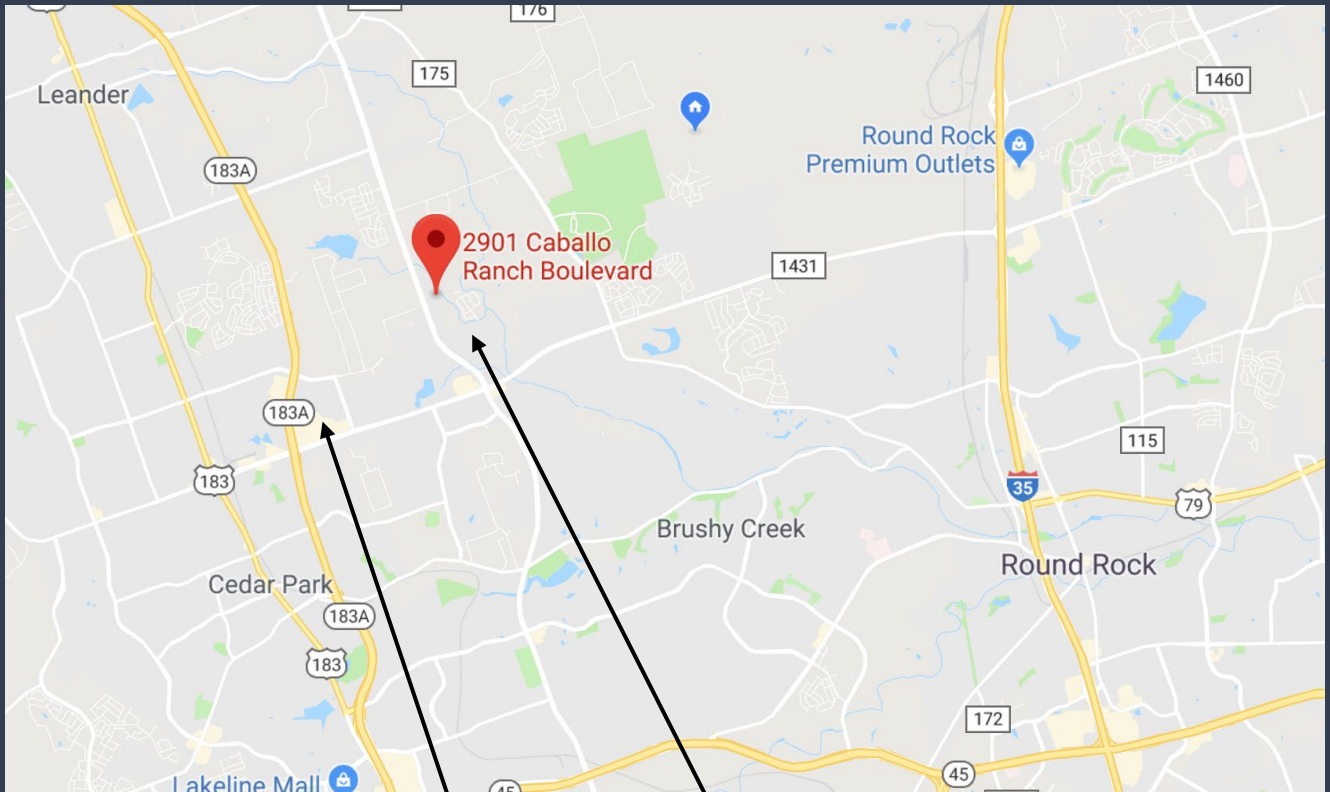 176
175
Leander
1460
Round Rock
Premium Outlets
183A
2901 Caballo
Ranch Boulevard
1431
183A
115
183
35
79
Brushy Creek
Round Rock
Cedar Park
183A
183
172
45
Lakeline Mall
45